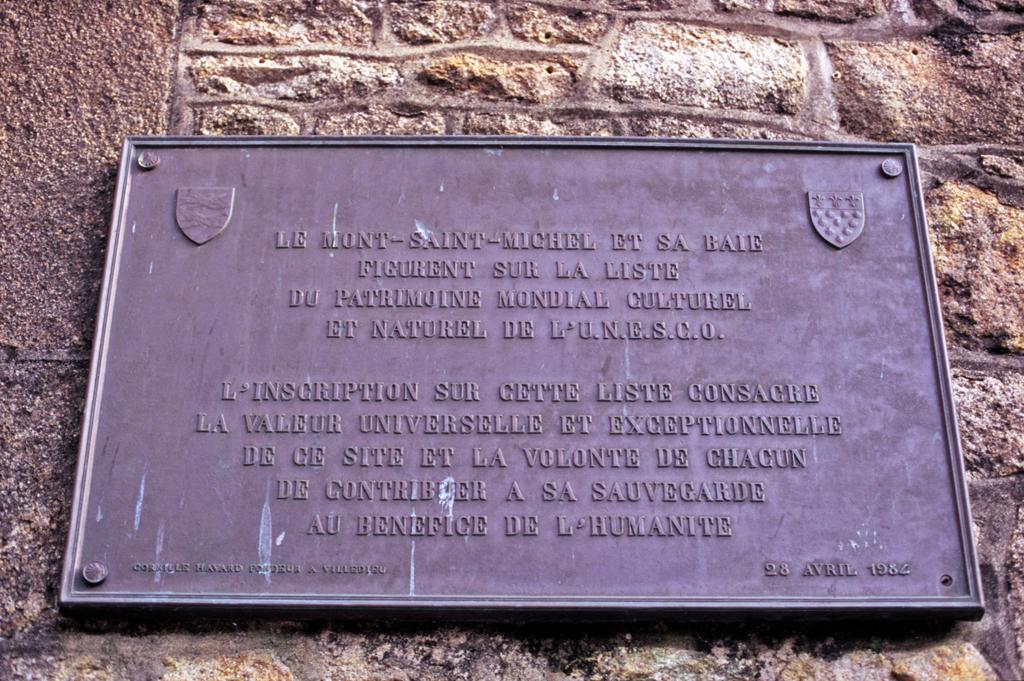 LE MONT-SAINT-MICHEL ET SA BAIE
FIGURENT SUR LA LISTE
DU PATRIMOINE MONDIAL CULTUREL
ET NATUREL DE L'U.N.E.S.C.O.
L'INSCRIPTION SUR CETTE LISTE CONSACRE
LA VALEUR UNIVERSELLE ET EXCEPTIONNELLE
DE CE SITE ET LA VOLONTE DE CHACUN
DE CONTRIBUER A SA SAUVEGARDE
AU BENEFICE DE L'HUMANITE
CORNILLE HAVARD FONDEUR A VILLEDIEU
28 AVRIL 1984